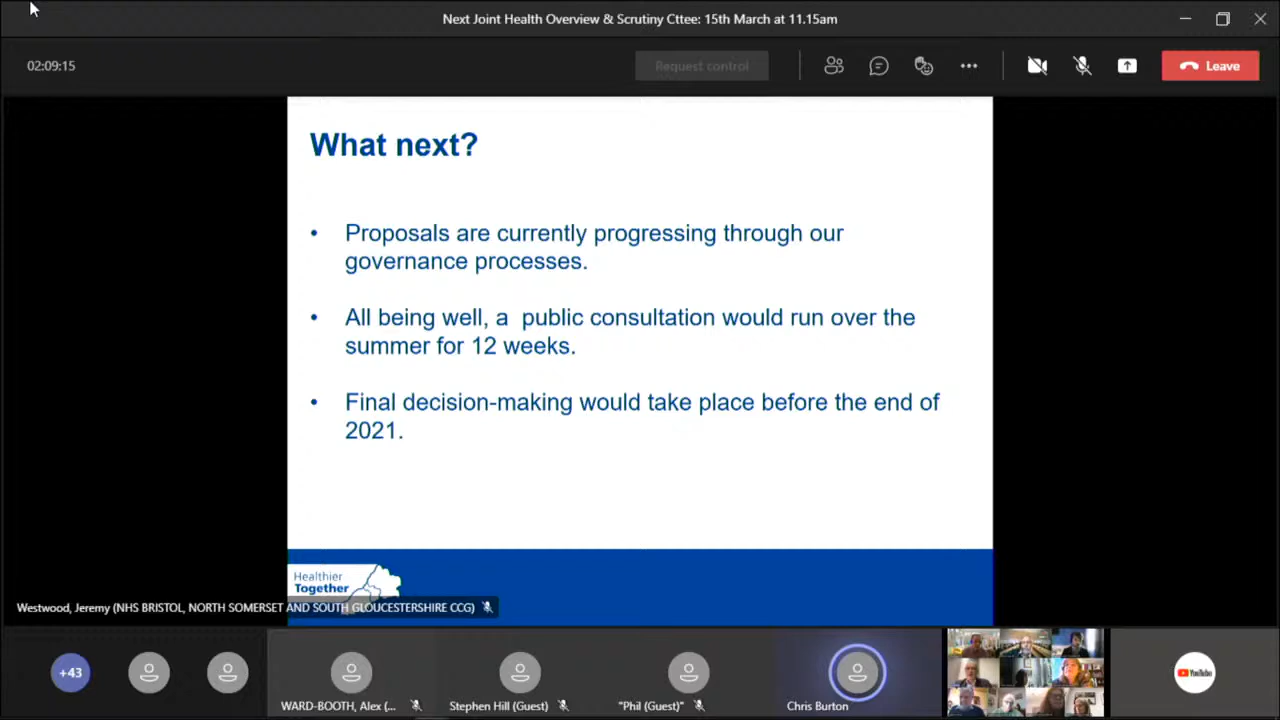 Next Joint Health Overview & Scrutiny Cttee: 15th March at 11.15am
02:09:15
Request control
Leave
What next?
• Proposals are currently progressing through our
governance processes.
• All being well, a  public consultation would run over the
summer for 12 weeks.
• Final decision-making would take place before the end of
2021.
Healthier
Together
Westwood, Jeremy (NHS BRISTOL, NORTH SOMERSET AND SOUTH GLOUCESTERSHIRE CCG)
+43
WARD-BOOTH, Alex (...
Stephen Hill (Guest)
"Phil (Guest)"
Chris Burton
YouTube